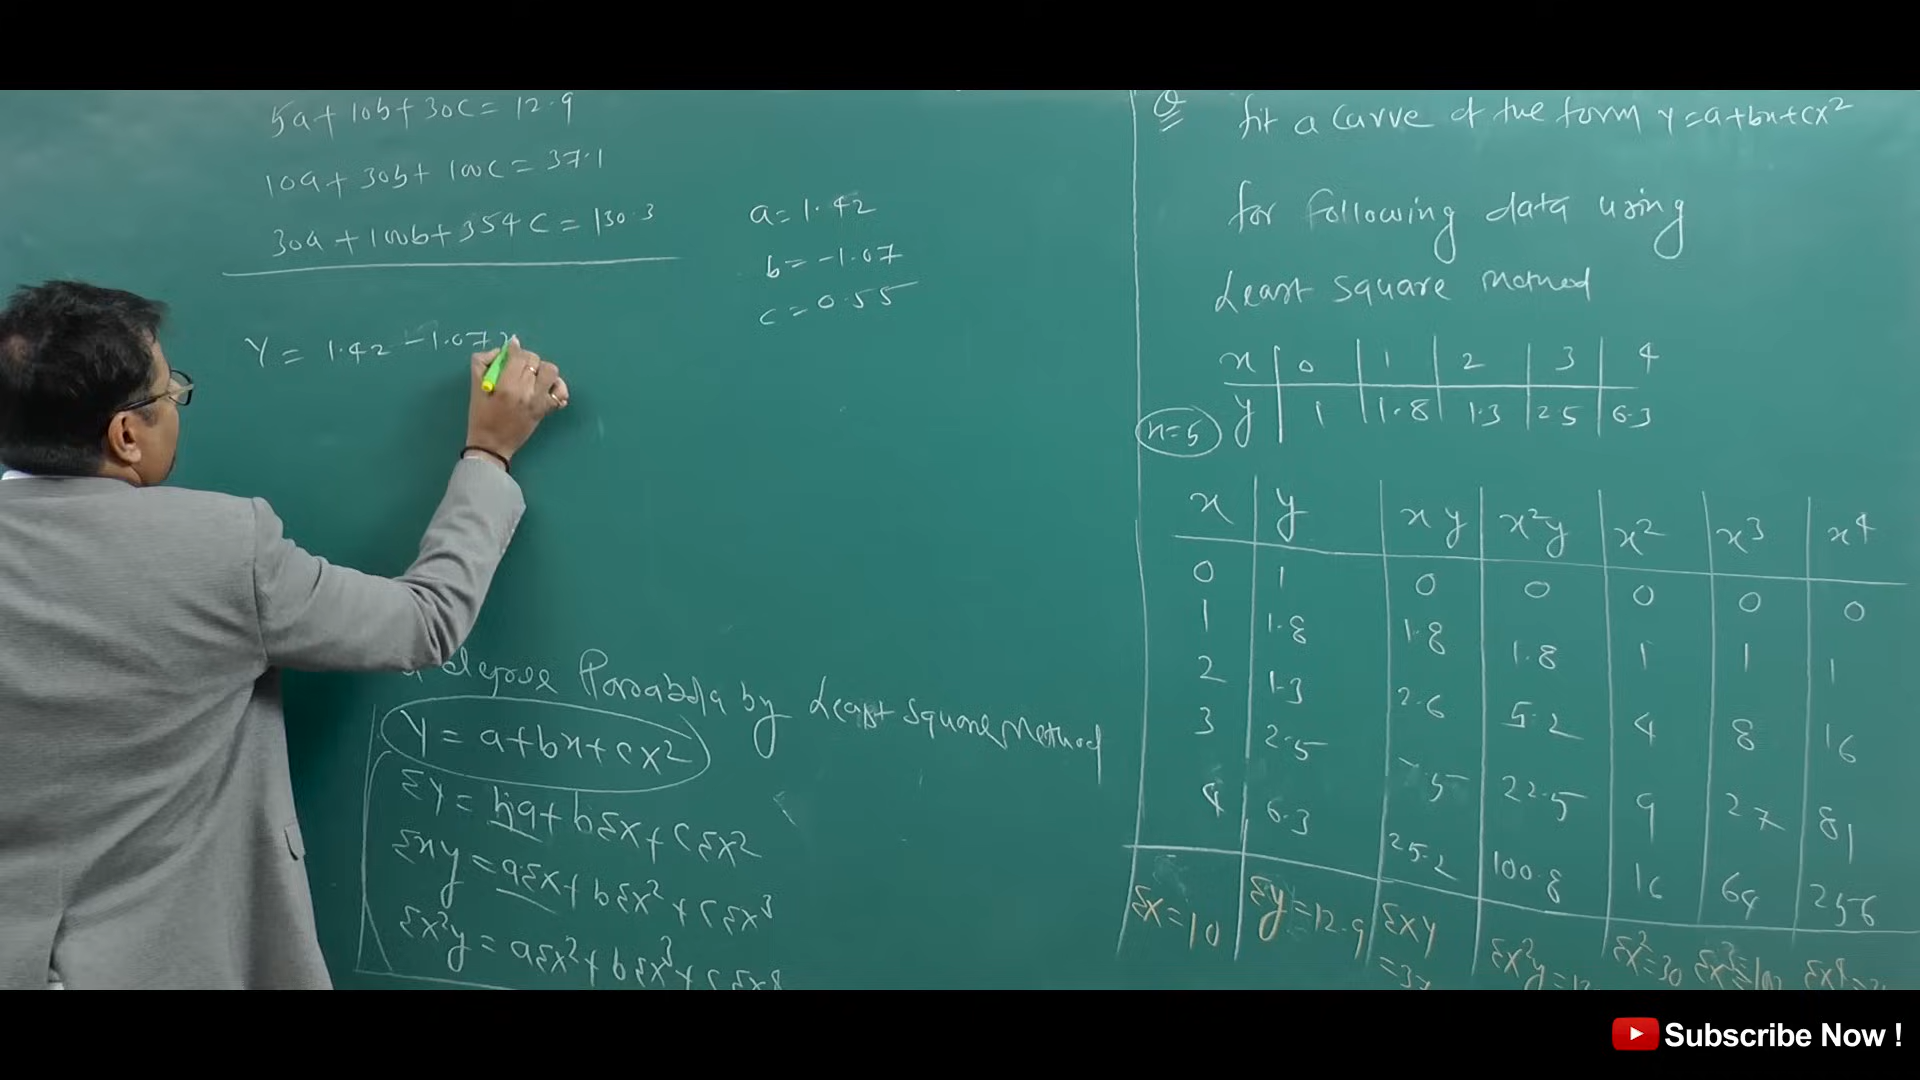 5a+10b+30c=12.9
10a+30b+100c=37.1
30a+100b+354c=130.3
a=1.42
b=-1.07
c=0.55
Y=1.42-1.07x
degree Parabola by Least Square Method
Y=a+bx+cx²
Σy=na+bΣx+cΣx²
Σxy=aΣx+bΣx²+cΣx³
Σx²y=aΣx²+bΣx³+cΣx⁴
Q fit a curve of the form Y=a+bx+cx²
for following data using
Least Square Method
x 0 1 2 3 4
y 1 1.8 1.3 2.5 6.3
n=5
x y xy x²y x² x³ x⁴
0 1 0 0 0 0 0
1 1.8 1.8 1.8 1 1 1
2 1.3 2.6 5.2 4 8 16
3 2.5 .5 22.5 9 27 81
4 6.3 25.2 100.8 16 64 256
Σx=10 Σy=12.9 Σxy=37 Σx²y=13 Σx²=30 Σx³=100 Σx⁴=
Subscribe Now !